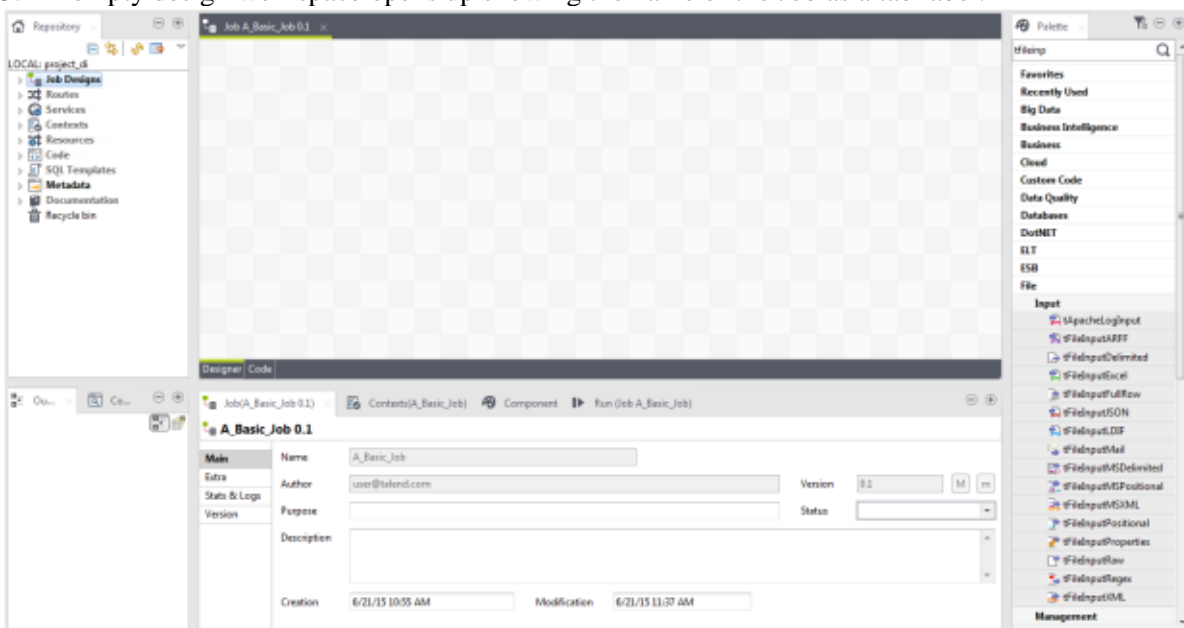 Repository
LOCAL: project_di
Job Designs
Routes
Services
Contexts
Resources
Code
SQL Templates
Metadata
Documentation
Recycle bin
Job A_Basic_Job 0.1
Designer Code
Palette
tfileinp
Favorites
Recently Used
Big Data
Business Intelligence
Business
Cloud
Custom Code
Data Quality
Databases
DotNET
ELT
ESB
File
Input
tApacheLogInput
tFileInputARFF
tFileInputDelimited
tFileInputExcel
tFileInputFullRow
tFileInputJSON
tFileInputLDIF
tFileInputMail
tFileInputMSDelimited
tFileInputMSPositional
tFileInputMSXML
tFileInputPositional
tFileInputProperties
tFileInputRaw
tFileInputRegex
tFileInputXML
Management
Ou...
Co...
Job(A_Basic_Job 0.1)
Contexts(A_Basic_Job)
Component
Run (Job A_Basic_Job)
A_Basic_Job 0.1
Main
Extra
Stats & Logs
Version
Name A_Basic_Job
Author user@talend.com Version 0.1 M m
Purpose Status
Description
Creation 6/21/15 10:55 AM Modification 6/21/15 11:37 AM